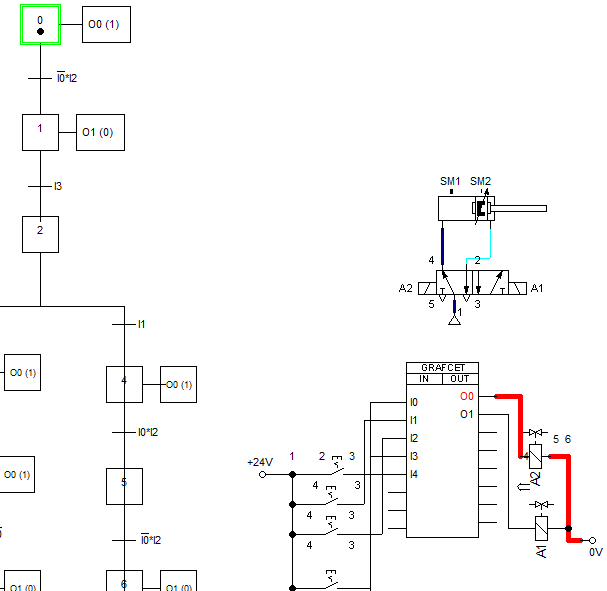 0
O0 (1)
I̅0̅*I2
1
O1 (0)
I3
2
I1
O0 (1)
4
O0 (1)
I0*I2
O0 (1)
5
I̅0̅*I2
O1 (0)
6
O1 (0)
SM1 SM2
4 2
A2 A1
5 1 3
GRAFCET
IN OUT
I0 O0
I1 O1
I2
I3
I4
+24V
1 2 3
4 3
4 3
4 3
4 5 6
A2
A1
0V